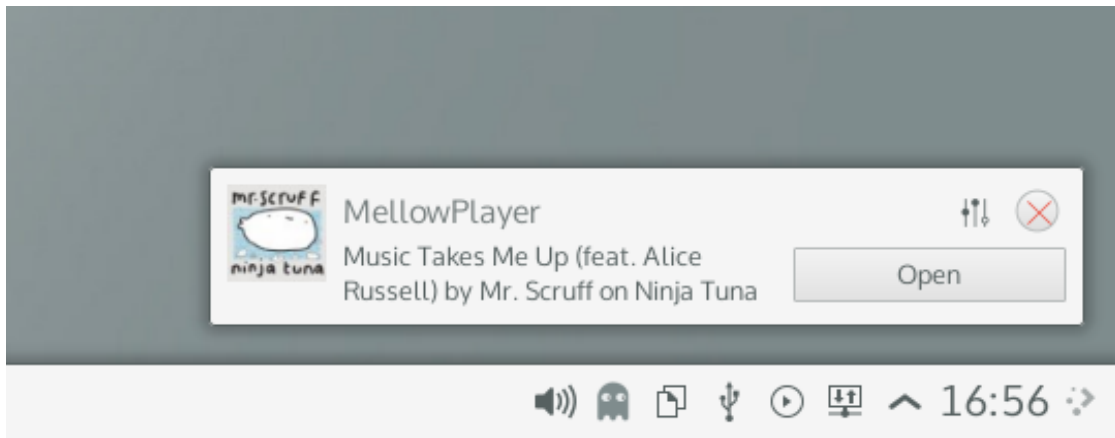 mr.scruff
ninja tuna
MellowPlayer
Music Takes Me Up (feat. Alice
Russell) by Mr. Scruff on Ninja Tuna
Open
16:56